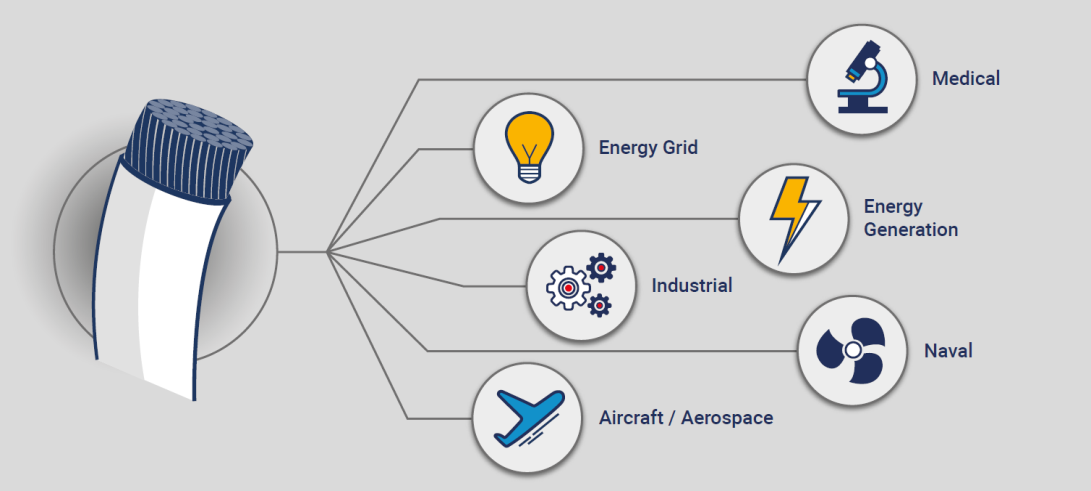 Medical
Energy Grid
Energy
Generation
Industrial
Naval
Aircraft / Aerospace